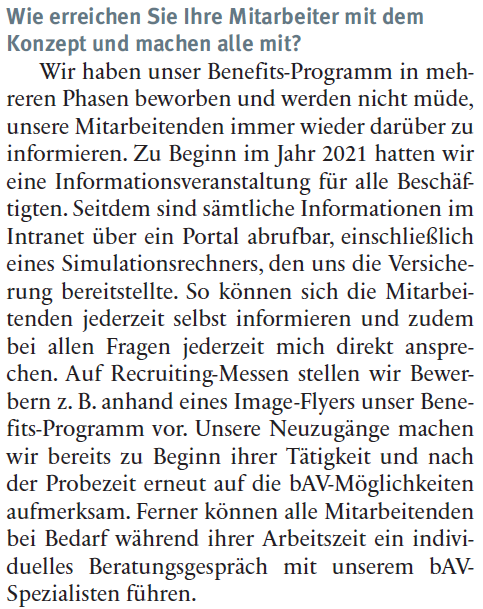 Wie erreichen Sie Ihre Mitarbeiter mit dem
Konzept und machen alle mit?
Wir haben unser Benefits-Programm in meh-
reren Phasen beworben und werden nicht müde,
unsere Mitarbeitenden immer wieder darüber zu
informieren. Zu Beginn im Jahr 2021 hatten wir
eine Informationsveranstaltung für alle Beschäf-
tigten. Seitdem sind sämtliche Informationen im
Intranet über ein Portal abrufbar, einschließlich
eines Simulationsrechners, den uns die Versiche-
rung bereitstellte. So können sich die Mitarbei-
tenden jederzeit selbst informieren und zudem
bei allen Fragen jederzeit mich direkt anspre-
chen. Auf Recruiting-Messen stellen wir Bewer-
bern z. B. anhand eines Image-Flyers unser Bene-
fits-Programm vor. Unsere Neuzugänge machen
wir bereits zu Beginn ihrer Tätigkeit und nach
der Probezeit erneut auf die bAV-Möglichkeiten
aufmerksam. Ferner können alle Mitarbeitenden
bei Bedarf während ihrer Arbeitszeit ein indivi-
duelles Beratungsgespräch mit unserem bAV-
Spezialisten führen.